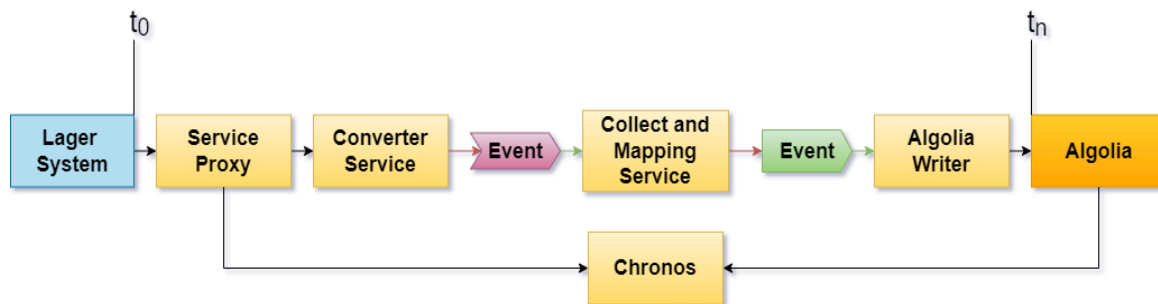 t0
tn
Lager
System
Service
Proxy
Converter
Service
Event
Collect and
Mapping
Service
Event
Algolia
Writer
Algolia
Chronos